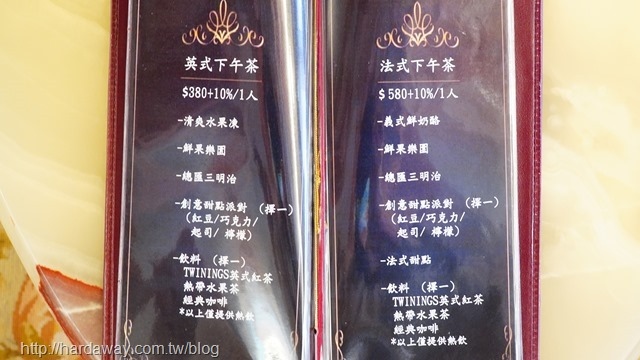 英式下午茶
$380+10%/1人
-清爽水果凍
-鮮果樂園
-總匯三明治
-創意甜點派對 （擇一）
（紅豆/巧克力/
起司/ 檸檬）
-飲料 （擇一）
TWININGS英式紅茶
熱帶水果茶
經典咖啡
*以上僅提供熱飲
法式下午茶
$ 580+10%/1人
-義式鮮奶酪
-鮮果樂園
-總匯三明治
-創意甜點派對 （擇一）
（紅豆/巧克力/
起司/ 檸檬）
-法式甜點
-飲料 （擇一）
TWININGS英式紅茶
熱帶水果茶
經典咖啡
*以上僅提供熱飲
http://hardaway.com.tw/blog